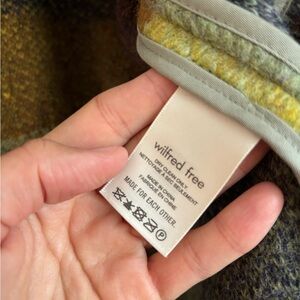 wilfred free
DRY CLEAN ONLY
NETTOYAGE À SEC SEULEMENT
MADE IN CHINA
FABRIQUÉ EN CHINE
MADE FOR EACH OTHER.
P